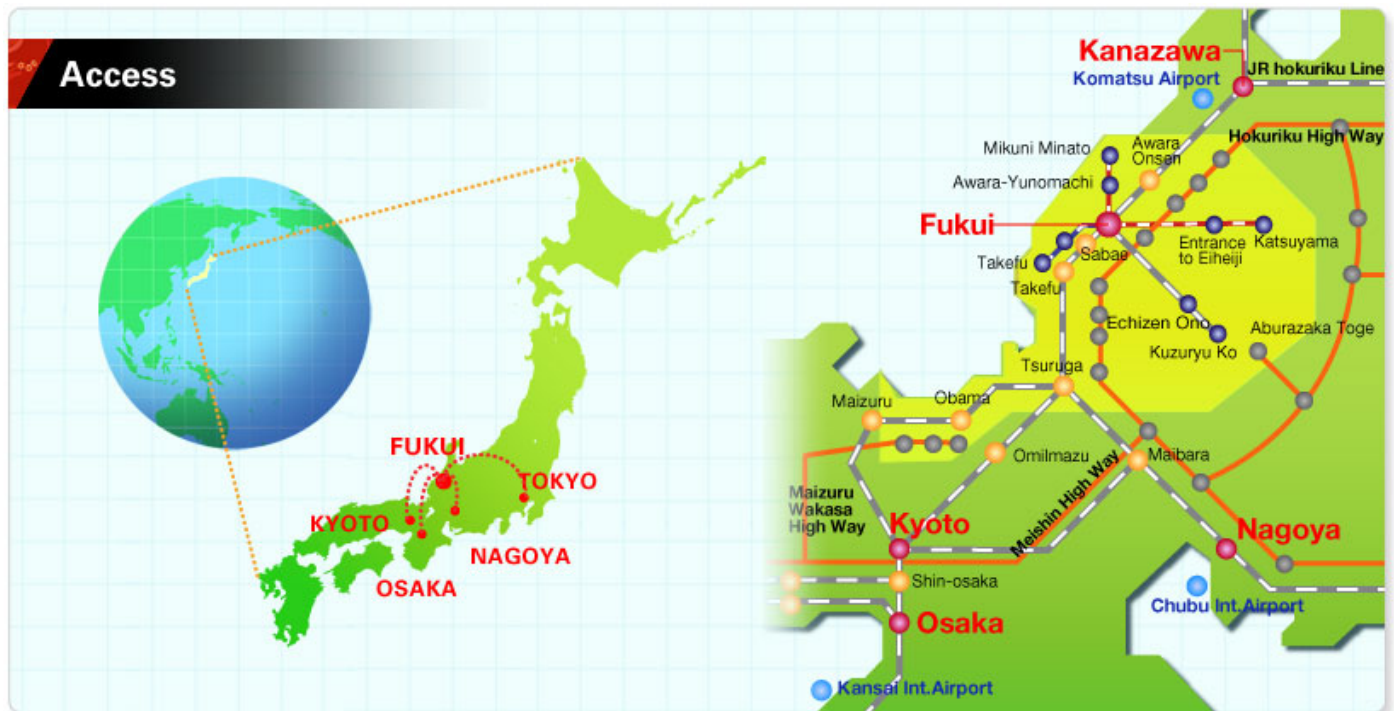 Access
FUKUI
TOKYO
KYOTO
NAGOYA
OSAKA
Kanazawa
Komatsu Airport
JR hokuriku Line
Hokuriku High Way
Mikuni Minato
Awara
Onsen
Awara-Yunomachi
Fukui
Entrance
to Eiheiji
Katsuyama
Sabae
Takefu
Takefu
Echizen Ono
Aburazaka Toge
Kuzuryu Ko
Tsuruga
Maizuru
Obama
Omilmazu
Maibara
Maizuru
Wakasa
High Way
Meishin High Way
Kyoto
Nagoya
Shin-osaka
Chubu Int.Airport
Osaka
Kansai Int.Airport